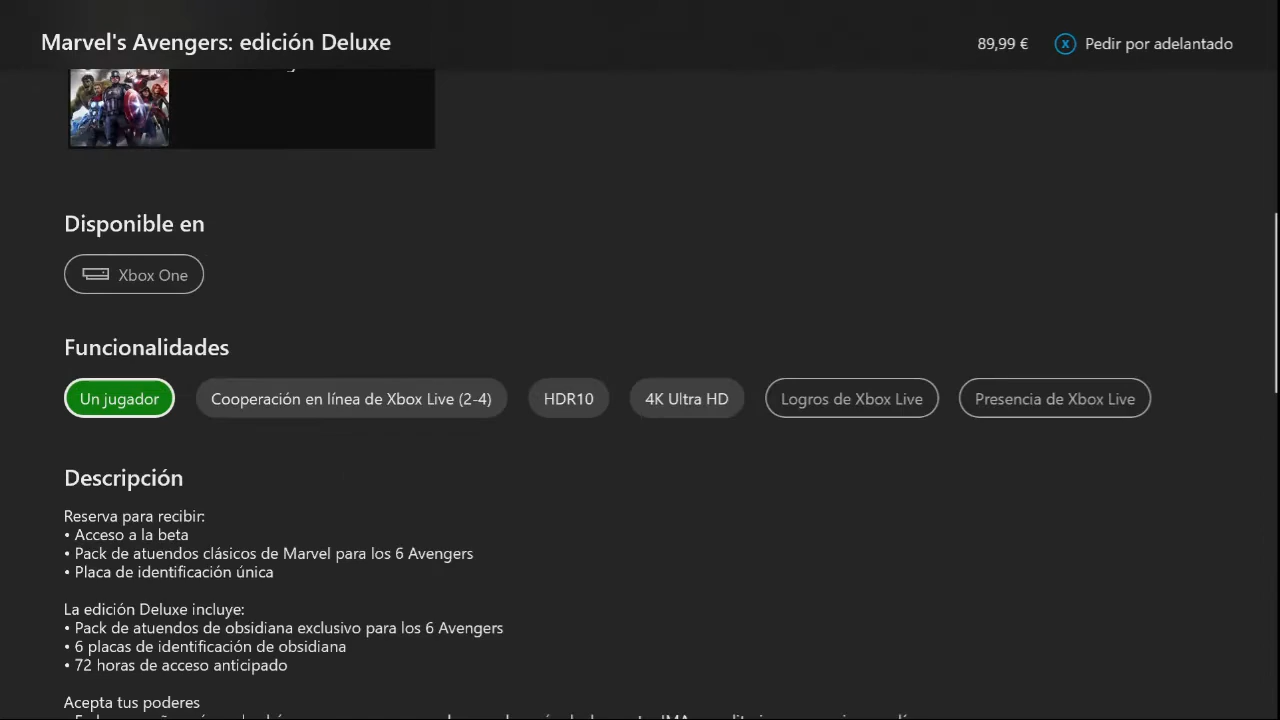 Marvel's Avengers: edición Deluxe
89,99 €
X Pedir por adelantado
Disponible en
Xbox One
Funcionalidades
Un jugador
Cooperación en línea de Xbox Live (2-4)
HDR10
4K Ultra HD
Logros de Xbox Live
Presencia de Xbox Live
Descripción
Reserva para recibir:
• Acceso a la beta
• Pack de atuendos clásicos de Marvel para los 6 Avengers
• Placa de identificación única
La edición Deluxe incluye:
• Pack de atuendos de obsidiana exclusivo para los 6 Avengers
• 6 placas de identificación de obsidiana
• 72 horas de acceso anticipado
Acepta tus poderes